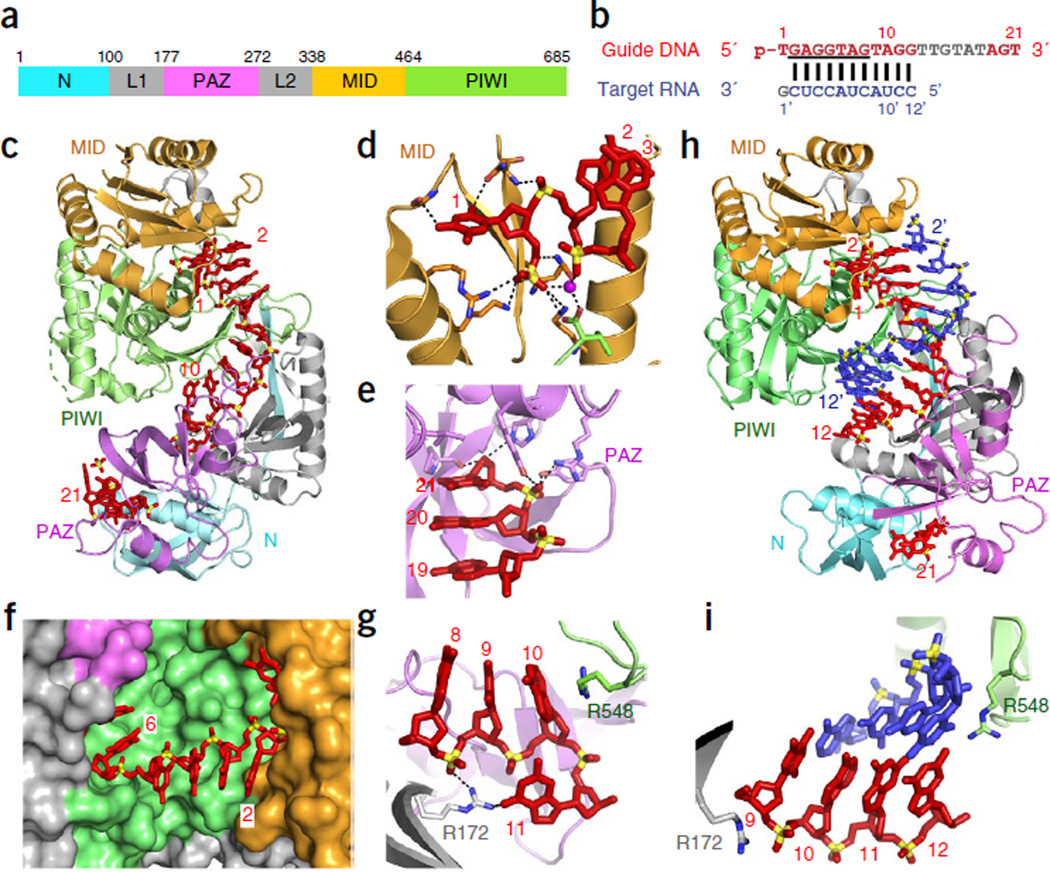 a
1 100 177 272 338 464 685
N L1 PAZ L2 MID PIWI
b
1 10 21
Guide DNA 5´ p-TGAGGTAGTAGGTTGTATAGT 3´
Target RNA 3´ GCUCCAUCAUCC 5’
1’ 10’ 12’
c
MID
2
1
10
PIWI
21
PAZ
N
d
MID
2
3
1
e
PAZ
21
20
19
f
6
2
g
8
9
10
R548
R172
11
h
MID
2’
2
1
12’
PIWI
12
PAZ
N
21
i
R548
R172
9
10
11
12